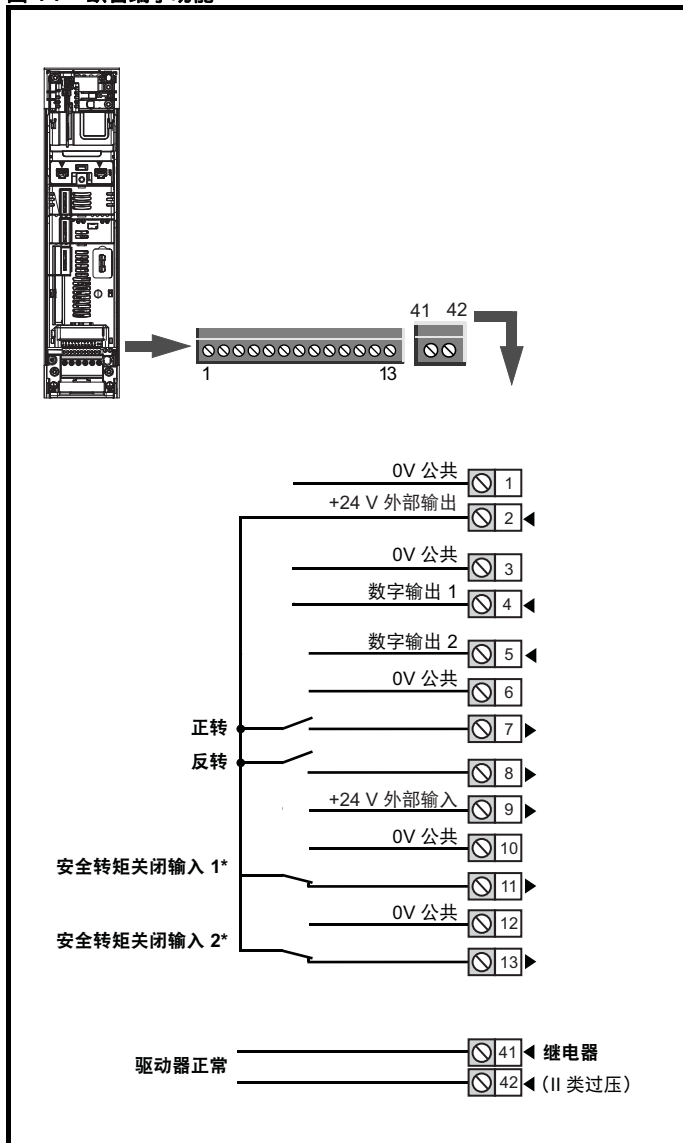 41 42
1 13
0V 公共 1
+24 V 外部输出 2
0V 公共 3
数字输出 1 4
数字输出 2 5
0V 公共 6
正转 7
反转 8
+24 V 外部输入 9
0V 公共 10
安全转矩关闭输入 1* 11
0V 公共 12
安全转矩关闭输入 2* 13
驱动器正常
41 继电器
42 (II 类过压)